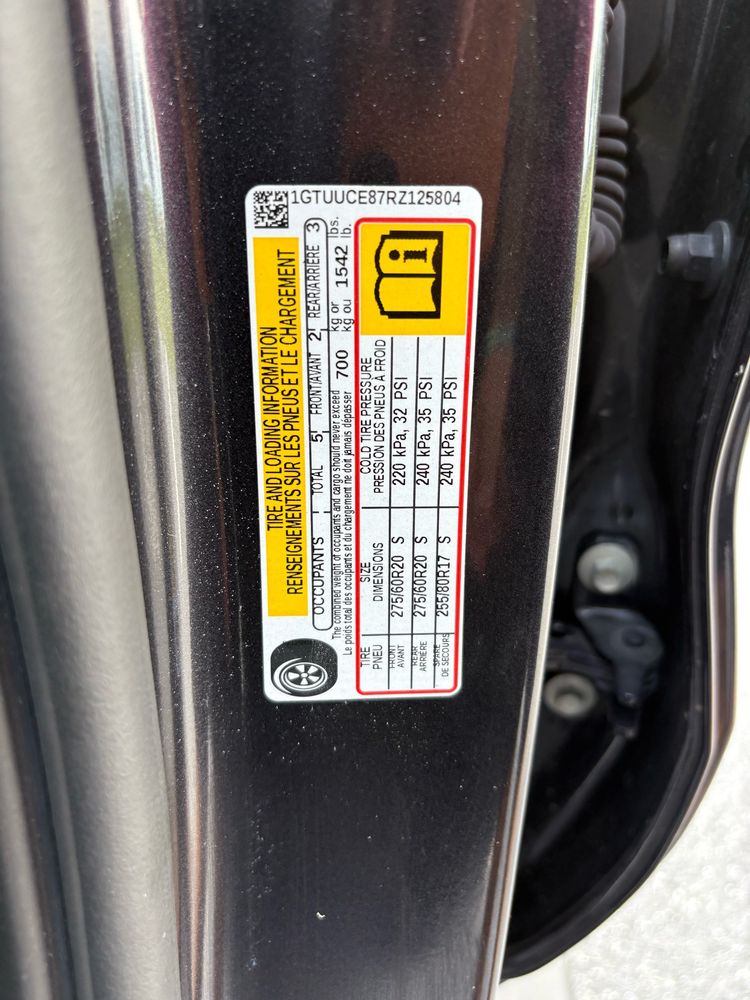 1GTUUCE87RZ125804
TIRE AND LOADING INFORMATION
RENSEIGNEMENTS SUR LES PNEUS ET LE CHARGEMENT
OCCUPANTS TOTAL 5 FRONT/AVANT 2 REAR/ARRIÈRE 3
The combined weight of occupants and cargo should never exceed 700 kg or 1542 lbs.
Le poids total des occupants et du chargement ne doit jamais dépasser kg ou lb.
TIRE SIZE COLD TIRE PRESSURE
PNEU DIMENSIONS PRESSION DES PNEUS À FROID
FRONT
AVANT 275/60R20 S 220 kPa, 32 PSI
REAR
ARRIÈRE 275/60R20 S 240 kPa, 35 PSI
SPARE
DE SECOURS 255/80R17 S 240 kPa, 35 PSI